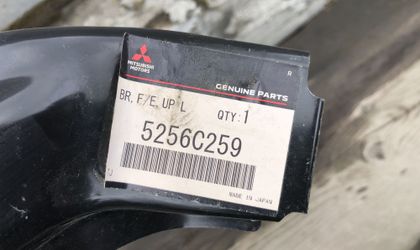 R
MITSUBISHI
MOTORS
GENUINE PARTS
BR, F/E, UP L
QTY: 1
5256C259
J
MADE IN JAPAN